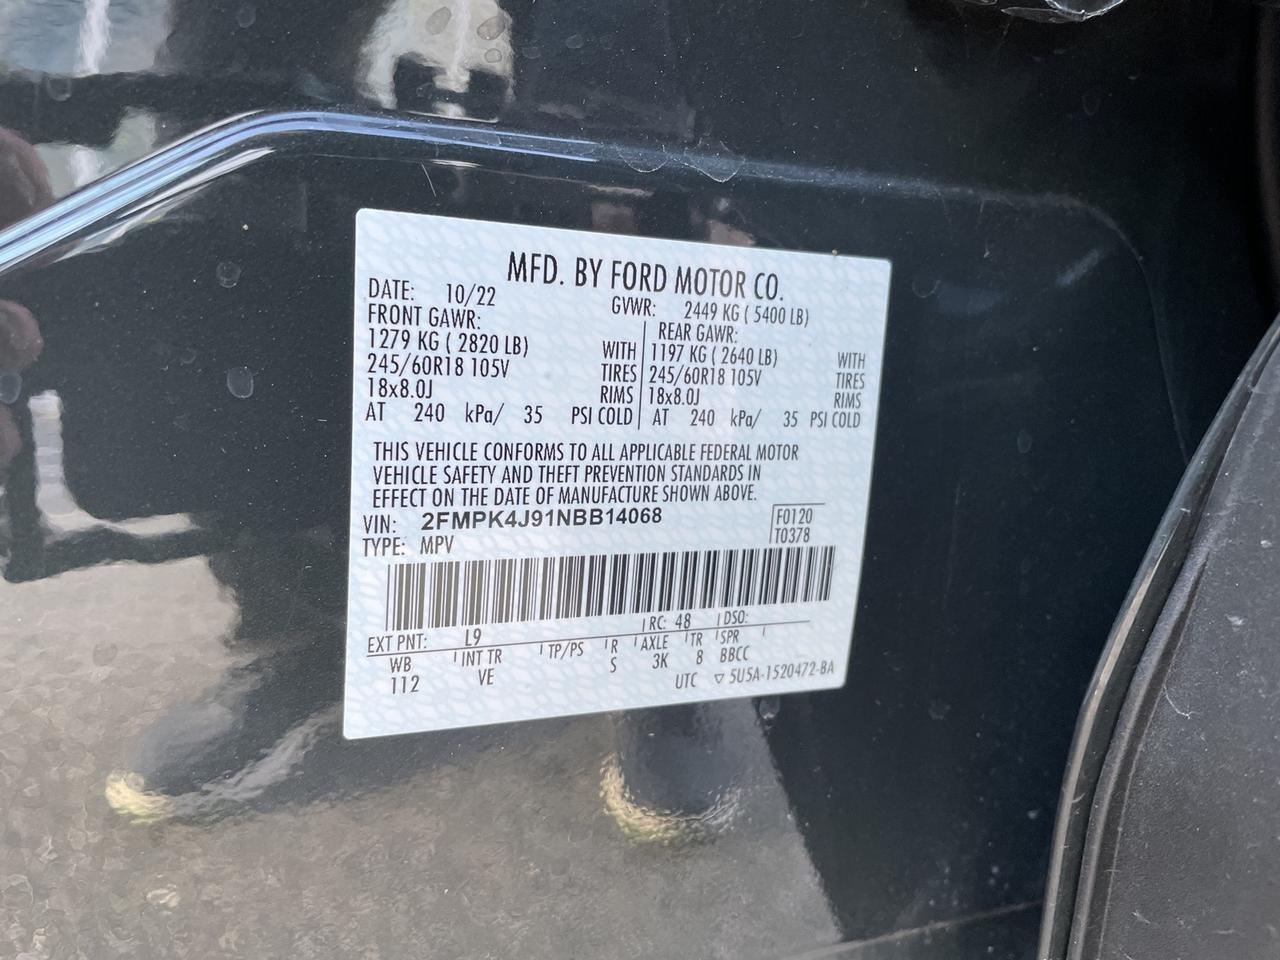 MFD. BY FORD MOTOR CO.
DATE: 10/22 GVWR: 2449 KG ( 5400 LB)
FRONT GAWR: REAR GAWR:
1279 KG ( 2820 LB) WITH 1197 KG ( 2640 LB) WITH
245/60R18 105V TIRES 245/60R18 105V TIRES
18x8.0J RIMS 18x8.0J RIMS
AT 240 kPa/ 35 PSI COLD AT 240 kPa/ 35 PSI COLD
THIS VEHICLE CONFORMS TO ALL APPLICABLE FEDERAL MOTOR
VEHICLE SAFETY AND THEFT PREVENTION STANDARDS IN
EFFECT ON THE DATE OF MANUFACTURE SHOWN ABOVE.
VIN: 2FMPK4J91NBB14068 F0120
TYPE: MPV T0378
EXT PNT: L9 RC: 48 DSO:
WB INT TR TP/PS R AXLE TR SPR
112 VE S 3K 8 BBCC
UTC ▽ 5U5A-1520472-BA